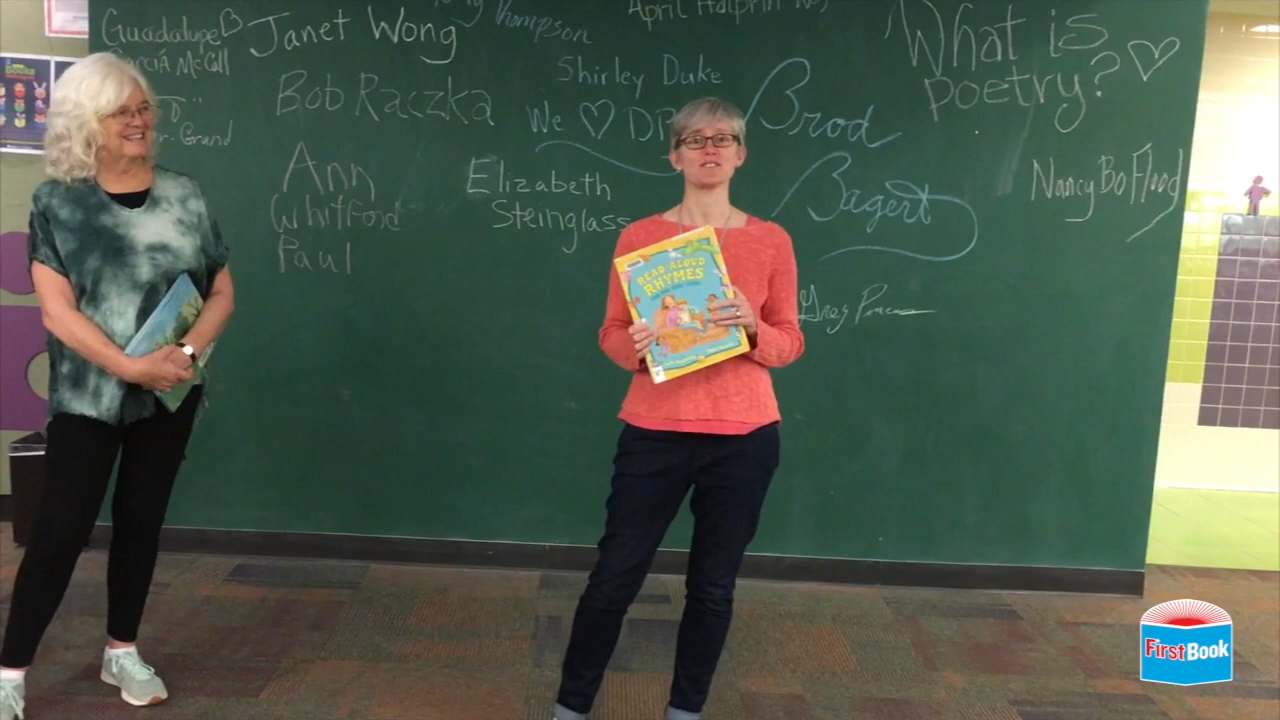 Guadalupe
García McCall
Janet Wong
Thompson
April Halprin
What is
poetry?
Bob Raczka
Shirley Duke
We ♡ DP
Brod
Bagert
Ann
Whitford
Paul
Elizabeth
Steinglass
Nancy Bo Flood
Greg
READ-ALOUD
RHYMES
First Book